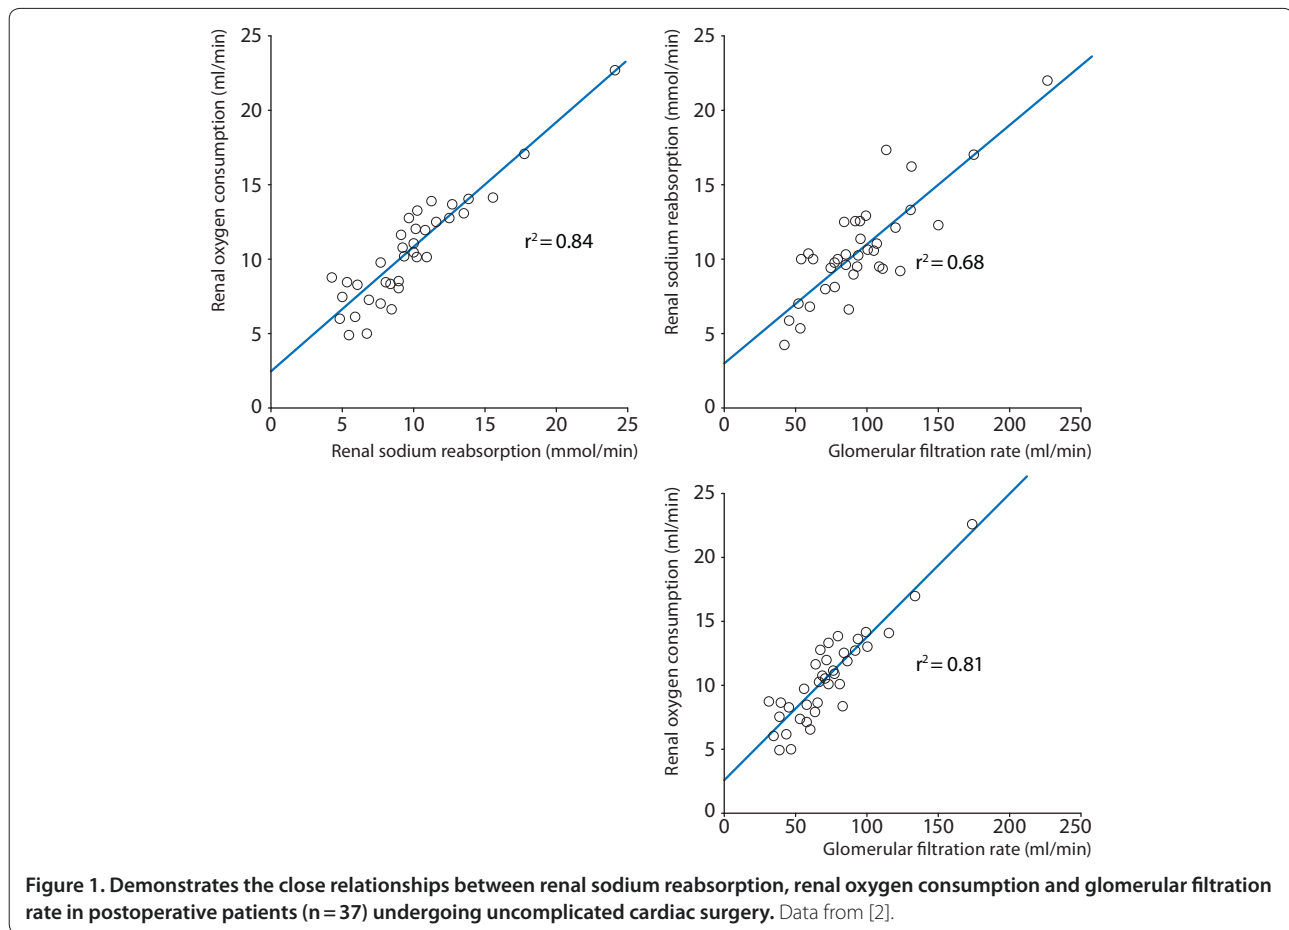 Renal oxygen consumption (ml/min)
25
20
15
10
5
0
r² = 0.84
0 5 10 15 20 25
Renal sodium reabsorption (mmol/min)
Renal sodium reabsorption (mmol/min)
25
20
15
10
5
0
r² = 0.68
0 50 100 150 200 250
Glomerular filtration rate (ml/min)
Renal oxygen consumption (ml/min)
25
20
15
10
5
0
r² = 0.81
0 50 100 150 200 250
Glomerular filtration rate (ml/min)
Figure 1. Demonstrates the close relationships between renal sodium reabsorption, renal oxygen consumption and glomerular filtration
rate in postoperative patients (n = 37) undergoing uncomplicated cardiac surgery. Data from [2].